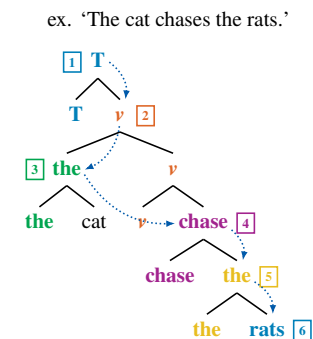 ex. ‘The cat chases the rats.’
1 T
T v 2
3 the v
the cat v chase 4
chase the 5
the rats 6